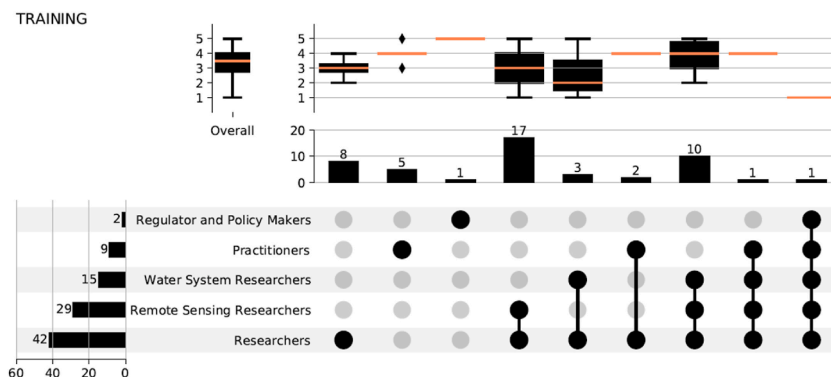 TRAINING
5
4
3
2
1
Overall
5
4
3
2
1
20
10
0
8
5
1
17
3
2
10
1
1
2 Regulator and Policy Makers
9 Practitioners
15 Water System Researchers
29 Remote Sensing Researchers
42 Researchers
60 40 20 0